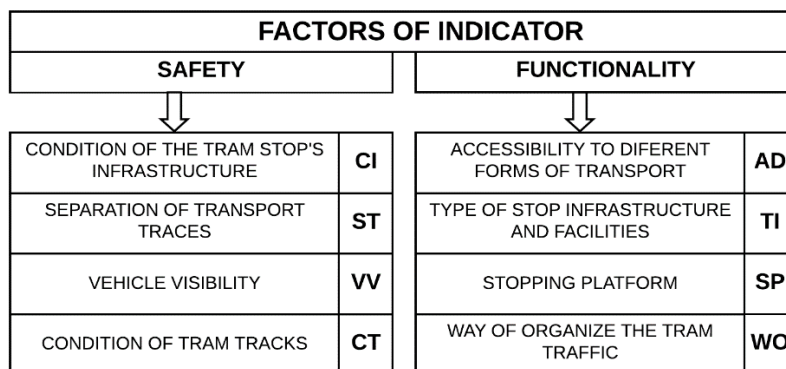 FACTORS OF INDICATOR
SAFETY
CONDITION OF THE TRAM STOP'S
INFRASTRUCTURE
CI
SEPARATION OF TRANSPORT
TRACES
ST
VEHICLE VISIBILITY
VV
CONDITION OF TRAM TRACKS
CT
FUNCTIONALITY
ACCESSIBILITY TO DIFERENT
FORMS OF TRANSPORT
AD
TYPE OF STOP INFRASTRUCTURE
AND FACILITIES
TI
STOPPING PLATFORM
SP
WAY OF ORGANIZE THE TRAM
TRAFFIC
WO